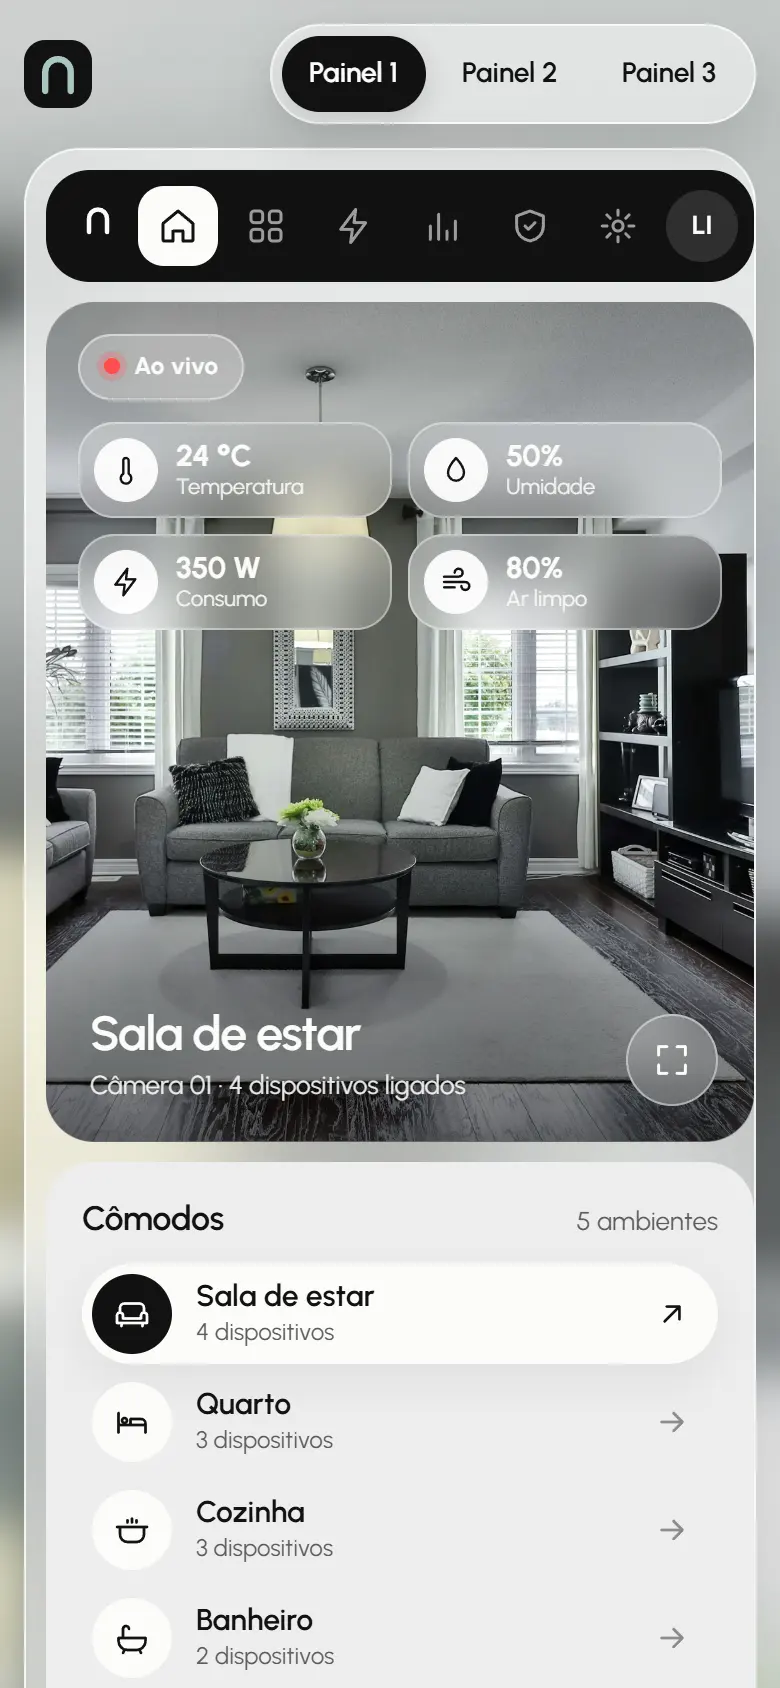 Painel 1
Painel 2
Painel 3
LI
Ao vivo
24 °C
Temperatura
50%
Umidade
350 W
Consumo
80%
Ar limpo
Sala de estar
Câmera 01 · 4 dispositivos ligados
Cômodos
5 ambientes
Sala de estar
4 dispositivos
Quarto
3 dispositivos
Cozinha
3 dispositivos
Banheiro
2 dispositivos